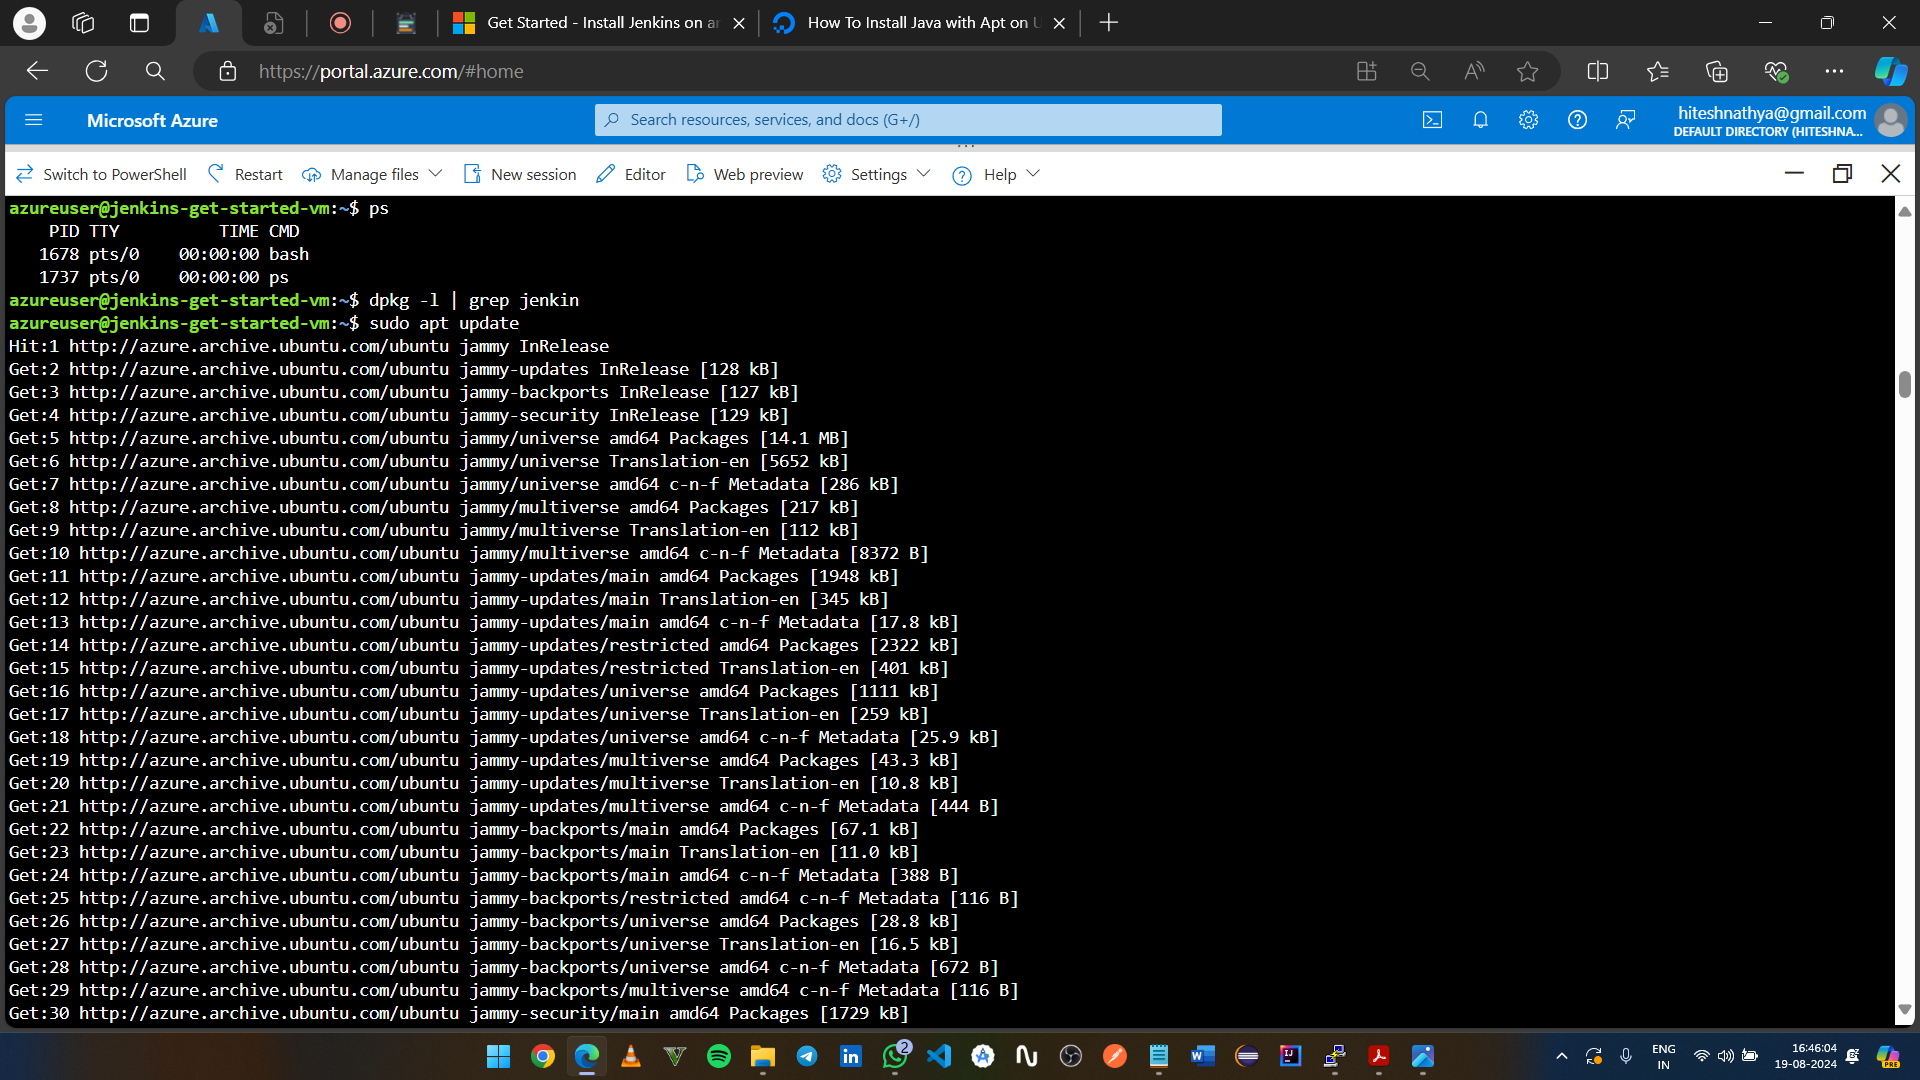 Get Started - Install Jenkins on an
How To Install Java with Apt on U
https://portal.azure.com/#home
Microsoft Azure
Search resources, services, and docs (G+/)
hiteshnathya@gmail.com
DEFAULT DIRECTORY (HITESHNA...
Switch to PowerShell
Restart
Manage files
New session
Editor
Web preview
Settings
Help
azureuser@jenkins-get-started-vm:~$ ps
PID TTY TIME CMD
1678 pts/0 00:00:00 bash
1737 pts/0 00:00:00 ps
azureuser@jenkins-get-started-vm:~$ dpkg -l | grep jenkin
azureuser@jenkins-get-started-vm:~$ sudo apt update
Hit:1 http://azure.archive.ubuntu.com/ubuntu jammy InRelease
Get:2 http://azure.archive.ubuntu.com/ubuntu jammy-updates InRelease [128 kB]
Get:3 http://azure.archive.ubuntu.com/ubuntu jammy-backports InRelease [127 kB]
Get:4 http://azure.archive.ubuntu.com/ubuntu jammy-security InRelease [129 kB]
Get:5 http://azure.archive.ubuntu.com/ubuntu jammy/universe amd64 Packages [14.1 MB]
Get:6 http://azure.archive.ubuntu.com/ubuntu jammy/universe Translation-en [5652 kB]
Get:7 http://azure.archive.ubuntu.com/ubuntu jammy/universe amd64 c-n-f Metadata [286 kB]
Get:8 http://azure.archive.ubuntu.com/ubuntu jammy/multiverse amd64 Packages [217 kB]
Get:9 http://azure.archive.ubuntu.com/ubuntu jammy/multiverse Translation-en [112 kB]
Get:10 http://azure.archive.ubuntu.com/ubuntu jammy/multiverse amd64 c-n-f Metadata [8372 B]
Get:11 http://azure.archive.ubuntu.com/ubuntu jammy-updates/main amd64 Packages [1948 kB]
Get:12 http://azure.archive.ubuntu.com/ubuntu jammy-updates/main Translation-en [345 kB]
Get:13 http://azure.archive.ubuntu.com/ubuntu jammy-updates/main amd64 c-n-f Metadata [17.8 kB]
Get:14 http://azure.archive.ubuntu.com/ubuntu jammy-updates/restricted amd64 Packages [2322 kB]
Get:15 http://azure.archive.ubuntu.com/ubuntu jammy-updates/restricted Translation-en [401 kB]
Get:16 http://azure.archive.ubuntu.com/ubuntu jammy-updates/universe amd64 Packages [1111 kB]
Get:17 http://azure.archive.ubuntu.com/ubuntu jammy-updates/universe Translation-en [259 kB]
Get:18 http://azure.archive.ubuntu.com/ubuntu jammy-updates/universe amd64 c-n-f Metadata [25.9 kB]
Get:19 http://azure.archive.ubuntu.com/ubuntu jammy-updates/multiverse amd64 Packages [43.3 kB]
Get:20 http://azure.archive.ubuntu.com/ubuntu jammy-updates/multiverse Translation-en [10.8 kB]
Get:21 http://azure.archive.ubuntu.com/ubuntu jammy-updates/multiverse amd64 c-n-f Metadata [444 B]
Get:22 http://azure.archive.ubuntu.com/ubuntu jammy-backports/main amd64 Packages [67.1 kB]
Get:23 http://azure.archive.ubuntu.com/ubuntu jammy-backports/main Translation-en [11.0 kB]
Get:24 http://azure.archive.ubuntu.com/ubuntu jammy-backports/main amd64 c-n-f Metadata [388 B]
Get:25 http://azure.archive.ubuntu.com/ubuntu jammy-backports/restricted amd64 c-n-f Metadata [116 B]
Get:26 http://azure.archive.ubuntu.com/ubuntu jammy-backports/universe amd64 Packages [28.8 kB]
Get:27 http://azure.archive.ubuntu.com/ubuntu jammy-backports/universe Translation-en [16.5 kB]
Get:28 http://azure.archive.ubuntu.com/ubuntu jammy-backports/universe amd64 c-n-f Metadata [672 B]
Get:29 http://azure.archive.ubuntu.com/ubuntu jammy-backports/multiverse amd64 c-n-f Metadata [116 B]
Get:30 http://azure.archive.ubuntu.com/ubuntu jammy-security/main amd64 Packages [1729 kB]
2
ENG
IN
16:46:04
19-08-2024